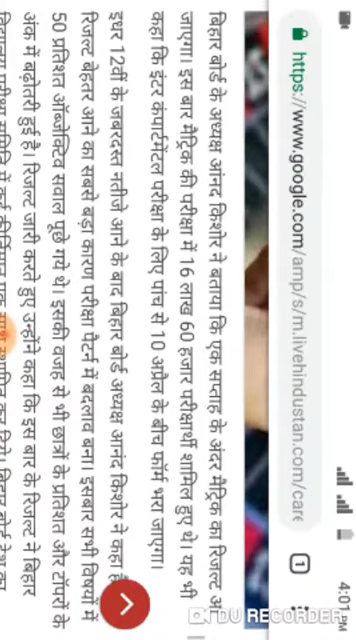 4:01 PM
https://www.google.com/amp/s/m.livehindustan.com/care
1
बिहार बोर्ड के अध्यक्ष आंनद किशोर ने बताया कि एक सप्ताह के अंदर मैट्रिक का रिजल्ट अ
जाएगा। इस बार मैट्रिक की परीक्षा में 16 लाख 60 हजार परीक्षार्थी शामिल हुए थे। यह भी
कहा कि इंटर कंपार्टमेंटल परीक्षा के लिए पांच से 10 अप्रैल के बीच फॉर्म भरा जाएगा।
इधर 12वीं के जबरदस्त नतीजे आने के बाद बिहार बोर्ड अध्यक्ष आनंद किशोर ने कहा है
रिजल्ट बेहतर आने का सबसे बड़ा कारण परीक्षा पैटर्न में बदलाव बना। इसबार सभी विषयों में
50 प्रतिशत ऑब्जेक्टिव सवाल पूछे गये थे। इसकी वजह से भी छात्रों के प्रतिशत और टॉपरों के
अंक में बढ़ोतरी हुई है। रिजल्ट जारी करते हुए उन्होंने कहा कि इस बार के रिजल्ट ने बिहार
DU RECORDER